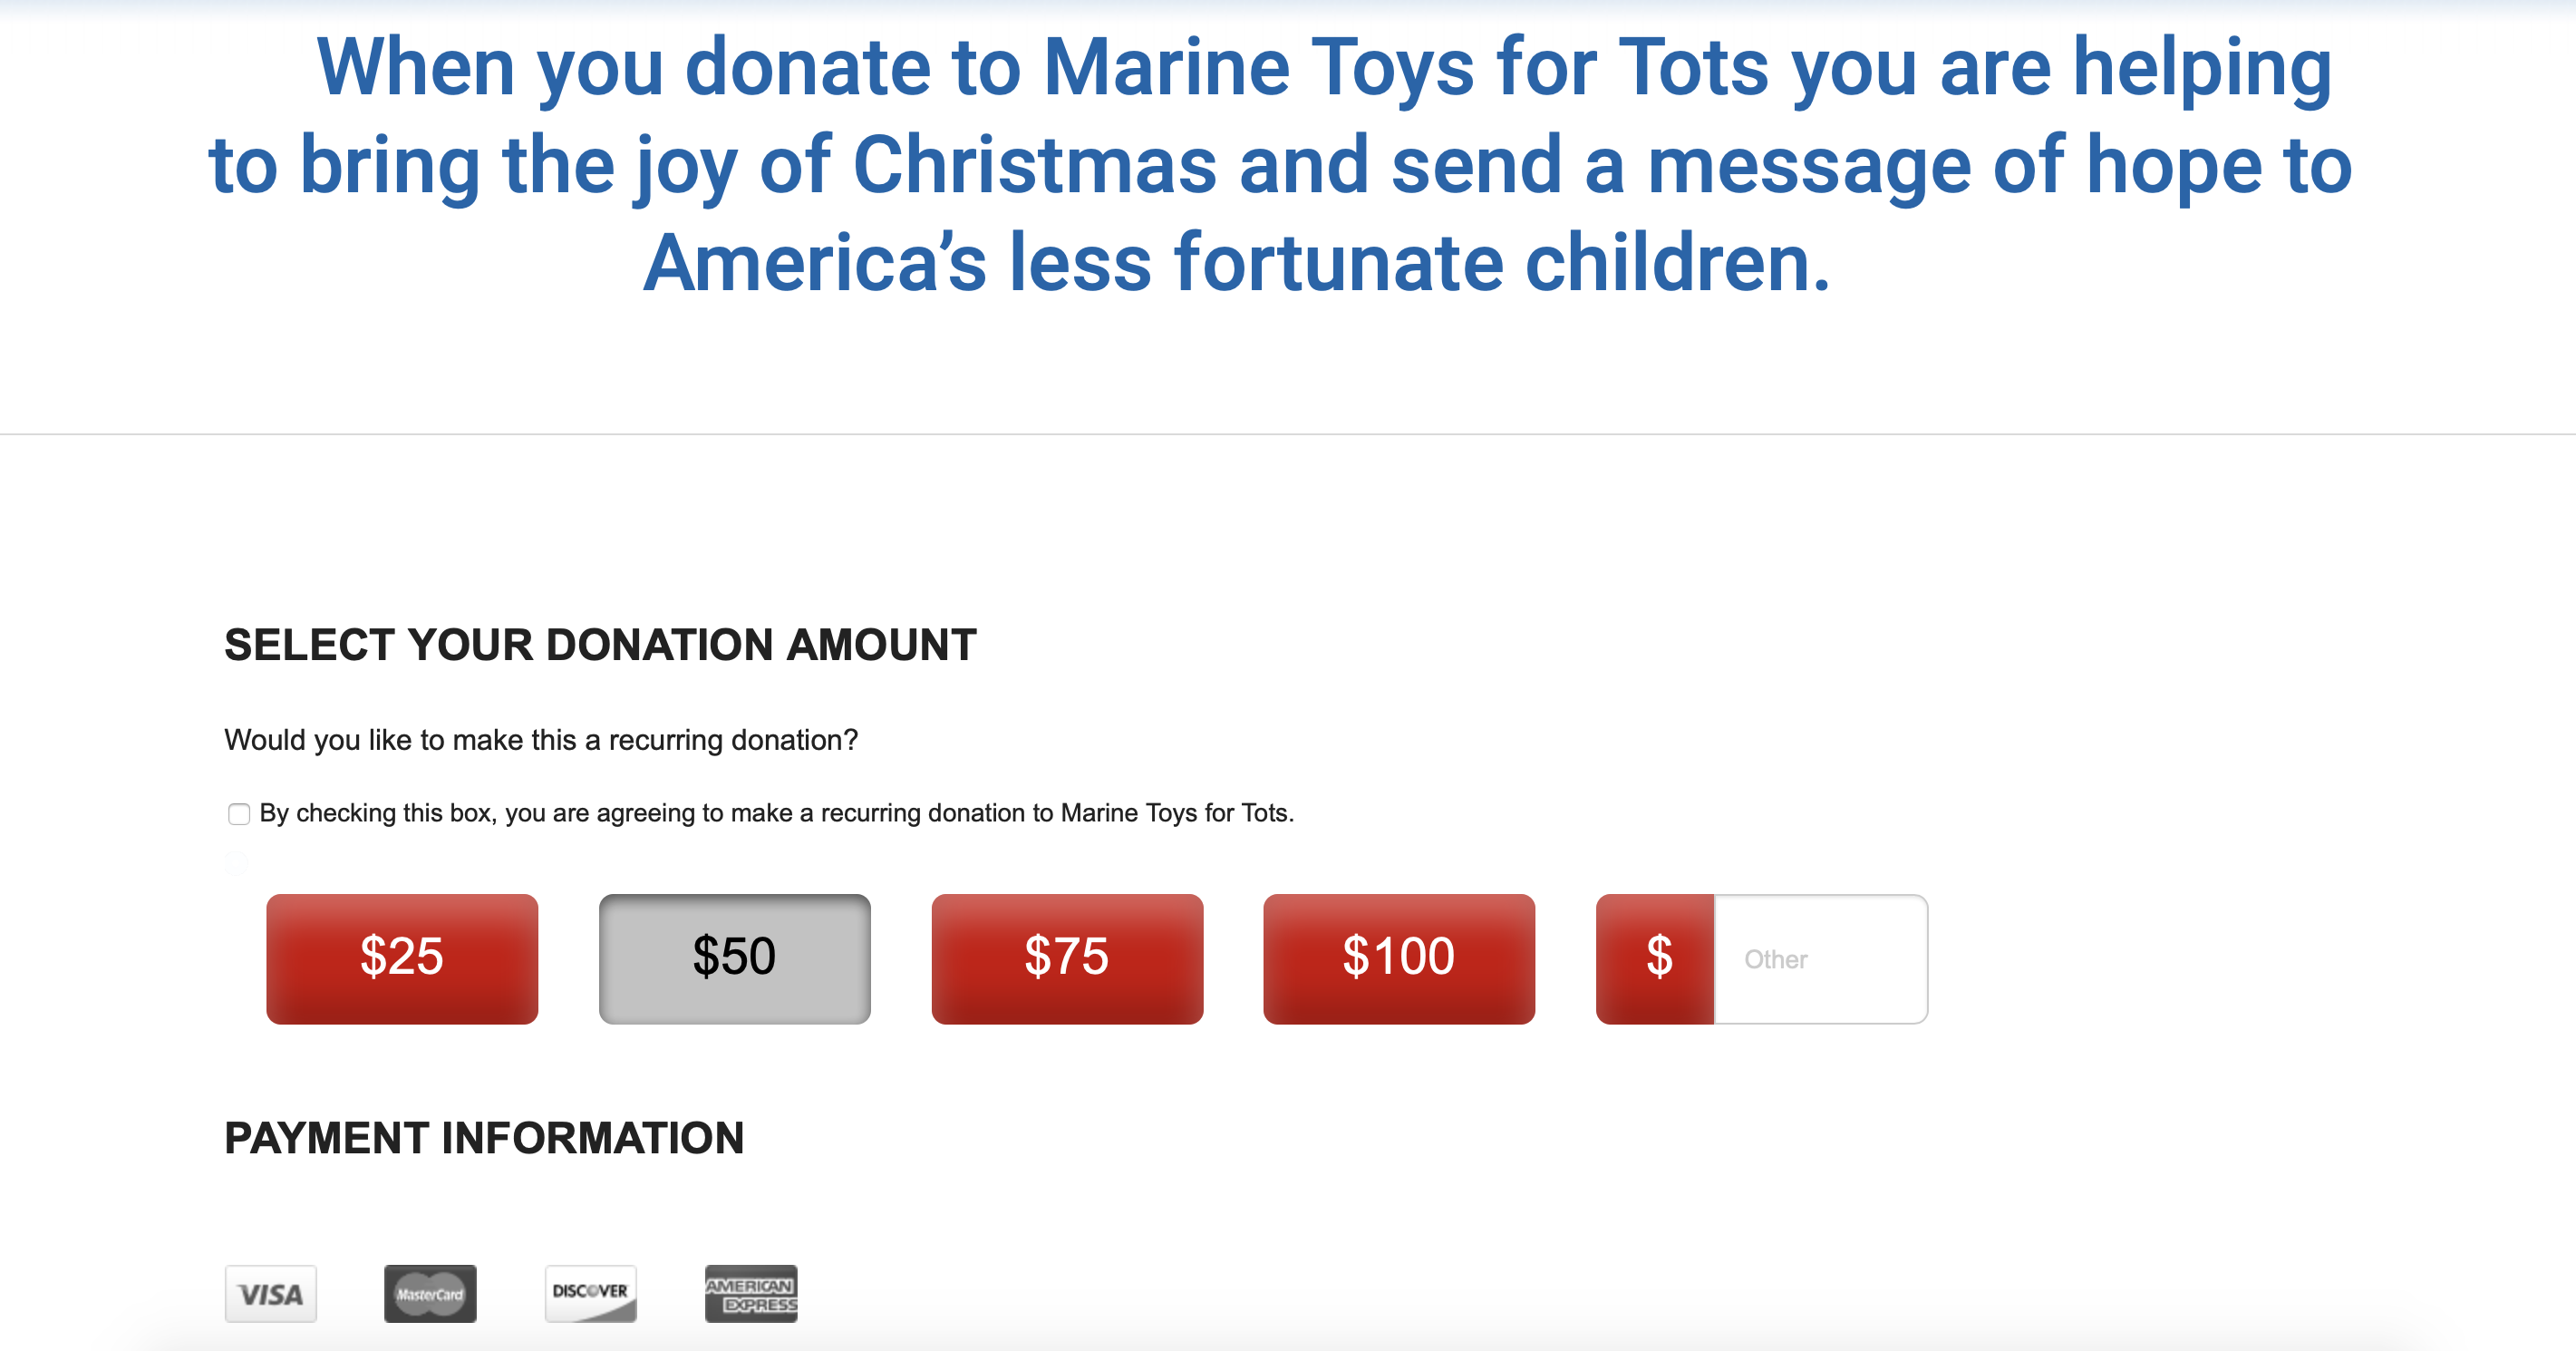 When you donate to Marine Toys for Tots you are helping
to bring the joy of Christmas and send a message of hope to
America’s less fortunate children.
SELECT YOUR DONATION AMOUNT
Would you like to make this a recurring donation?
By checking this box, you are agreeing to make a recurring donation to Marine Toys for Tots.
$25 $50 $75 $100 $ Other
PAYMENT INFORMATION
VISA MasterCard DISCOVER AMERICAN EXPRESS